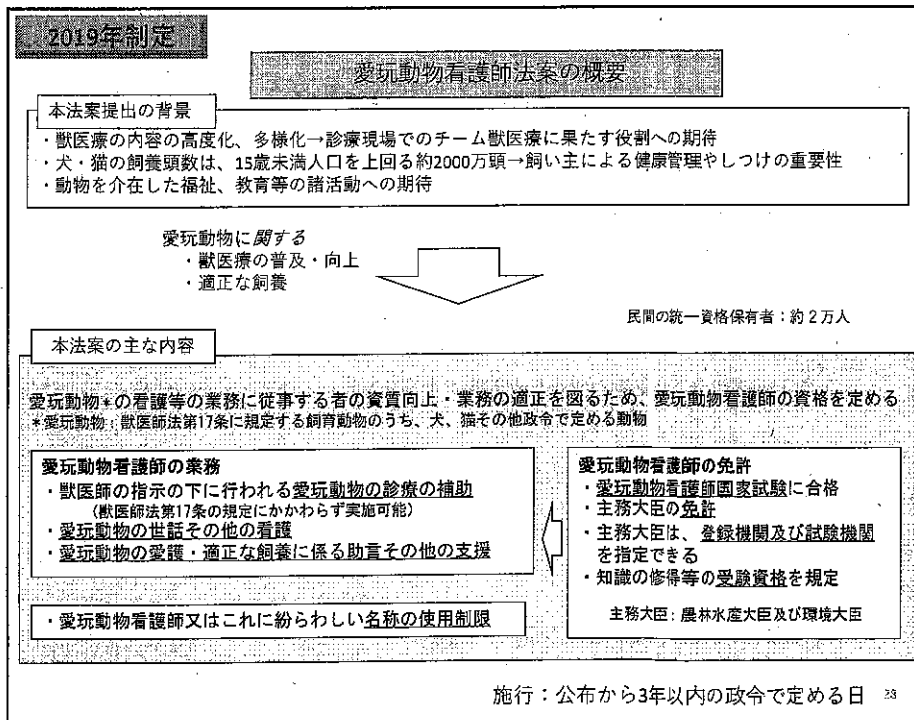 2019年制定
愛玩動物看護師法案の概要
本法案提出の背景
・獣医療の内容の高度化、多様化→診療現場でのチーム獣医療に果たす役割への期待
・犬・猫の飼養頭数は、15歳未満人口を上回る約2000万頭→飼い主による健康管理やしつけの重要性
・動物を介在した福祉、教育等の諸活動への期待
愛玩動物に関する
・獣医療の普及・向上
・適正な飼養
民間の統一資格保有者：約２万人
本法案の主な内容
愛玩動物*の看護等の業務に従事する者の資質向上・業務の適正を図るため、愛玩動物看護師の資格を定める
*愛玩動物：獣医師法第17条に規定する飼育動物のうち、犬、猫その他政令で定める動物
愛玩動物看護師の業務
・獣医師の指示の下に行われる愛玩動物の診療の補助
（獣医師法第17条の規定にかかわらず実施可能）
・愛玩動物の世話その他の看護
・愛玩動物の愛護・適正な飼養に係る助言その他の支援
・愛玩動物看護師又はこれに紛らわしい名称の使用制限
愛玩動物看護師の免許
・愛玩動物看護師国家試験に合格
・主務大臣の免許
・主務大臣は、登録機関及び試験機関
を指定できる
・知識の修得等の受験資格を規定
主務大臣：農林水産大臣及び環境大臣
施行：公布から3年以内の政令で定める日